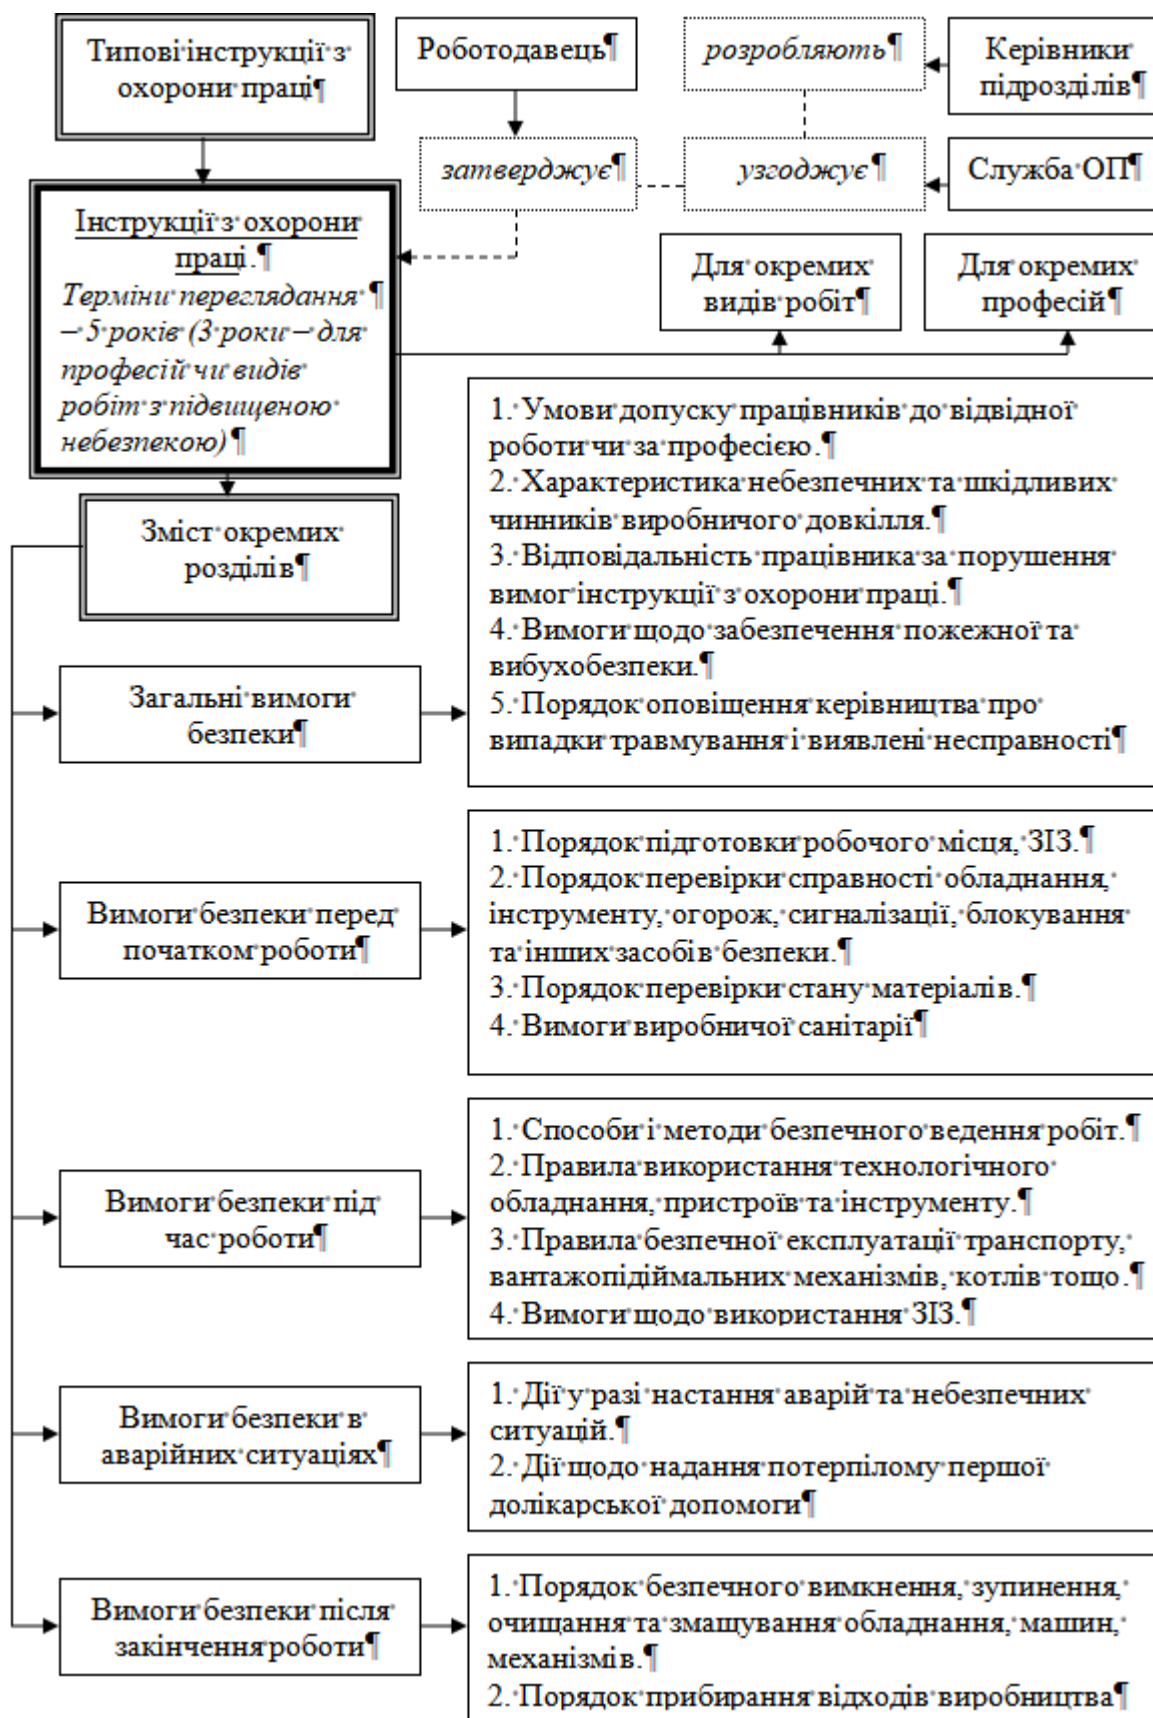 Типові інструкції з
охорони праці¶
Роботодавець¶
розробляють¶
Керівники
підрозділів¶
затверджує¶
узгоджує¶
Служба ОП¶
Інструкції з охорони
праці.¶
Терміни переглядання ¶
– 5 років (3 роки – для
професій чи видів
робіт з підвищеною
небезпекою)¶
Для окремих
видів робіт¶
Для окремих
професій¶
Зміст окремих
розділів¶
Загальні вимоги
безпеки¶
1. Умови допуску працівників до відвідної
роботи чи за професією.¶
2. Характеристика небезпечних та шкідливих
чинників виробничого довкілля.¶
3. Відповідальність працівника за порушення
вимог інструкції з охорони праці.¶
4. Вимоги щодо забезпечення пожежної та
вибухобезпеки.¶
5. Порядок оповіщення керівництва про
випадки травмування і виявлені несправності¶
Вимоги безпеки перед
початком роботи¶
1. Порядок підготовки робочого місця, ЗІЗ.¶
2. Порядок перевірки справності обладнання,
інструменту, огорож, сигналізації, блокування
та інших засобів безпеки.¶
3. Порядок перевірки стану матеріалів.¶
4. Вимоги виробничої санітарії¶
Вимоги безпеки під
час роботи¶
1. Способи і методи безпечного ведення робіт.¶
2. Правила використання технологічного
обладнання, пристроїв та інструменту.¶
3. Правила безпечної експлуатації транспорту,
вантажопідіймальних механізмів, котлів тощо.¶
4. Вимоги щодо використання ЗІЗ.¶
Вимоги безпеки в
аварійних ситуаціях¶
1. Дії у разі настання аварій та небезпечних
ситуацій.¶
2. Дії щодо надання потерпілому першої
долікарської допомоги¶
Вимоги безпеки після
закінчення роботи¶
1. Порядок безпечного вимкнення, зупинення,
очищання та змащування обладнання, машин,
механізмів.¶
2. Порядок прибирання відходів виробництва¶